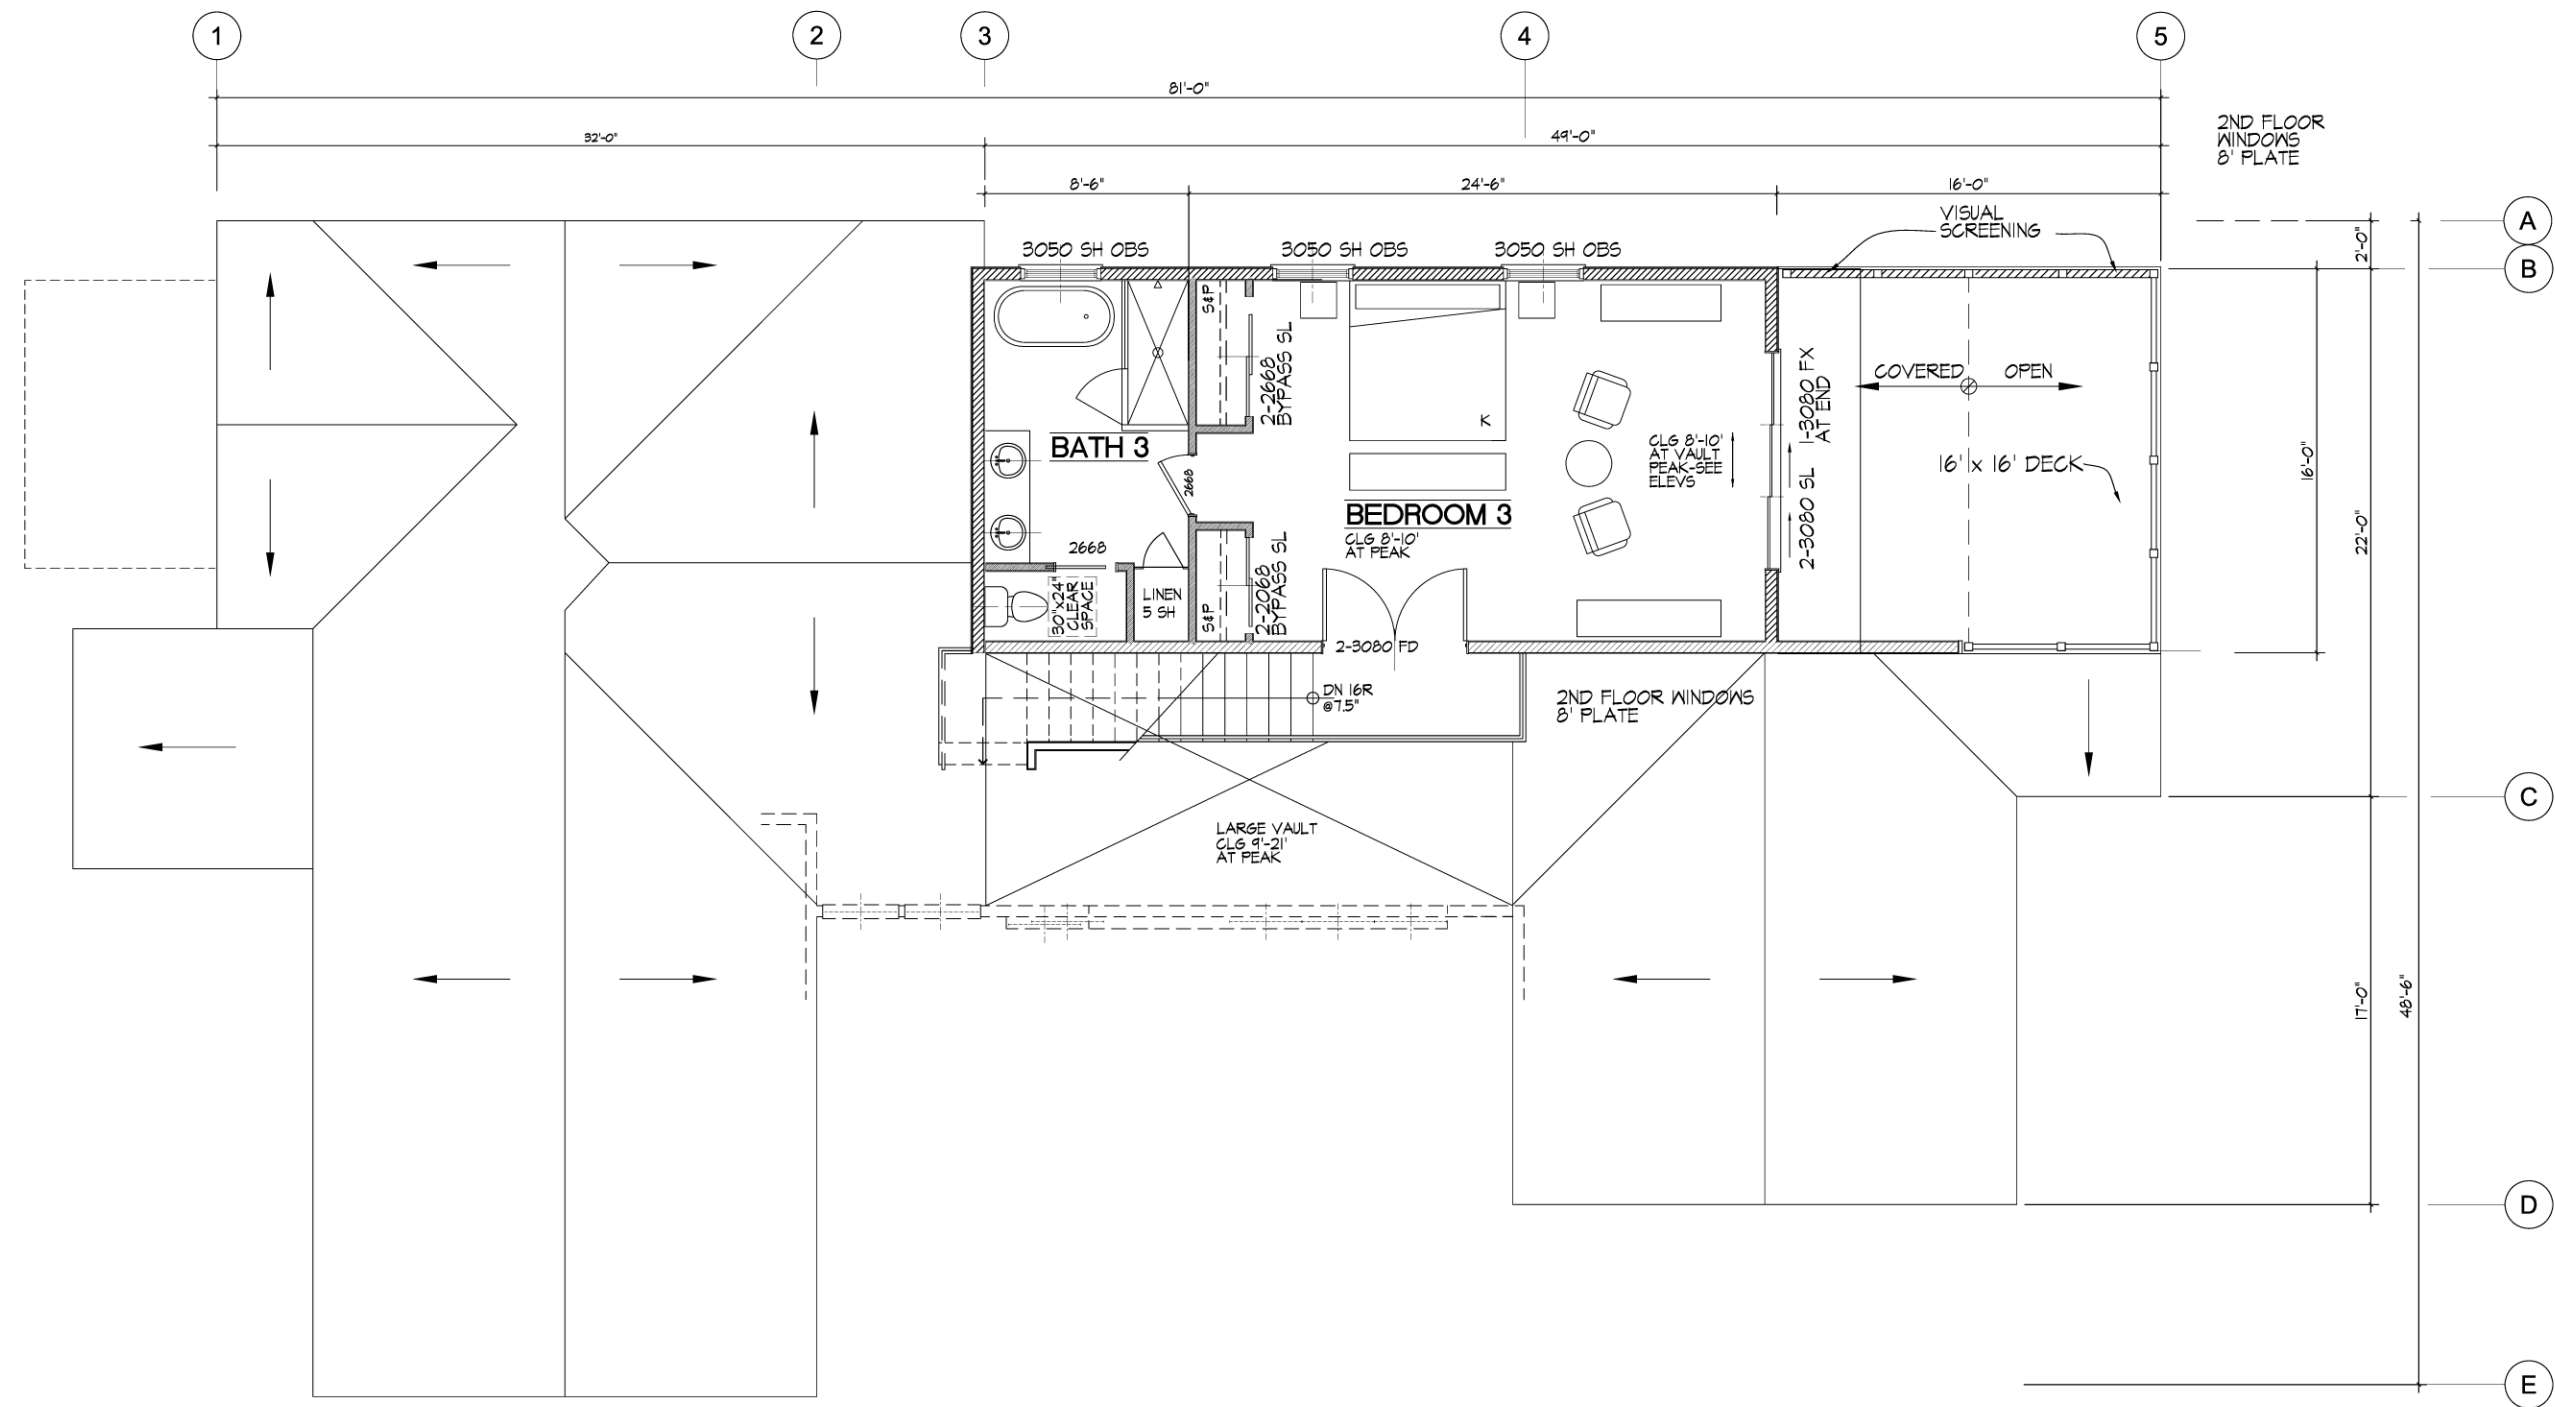 1
2
3
4
5
81'-0"
32'-0"
49'-0"
2ND FLOOR
WINDOWS
8' PLATE
8'-6"
24'-6"
16'-0"
VISUAL
SCREENING
A
B
2'-0"
3050 SH OBS
3050 SH OBS
3050 SH OBS
S&P
2-2668
BYPASS SL
K
BATH 3
2668
CLG 8'-10'
AT VAULT
PEAK-SEE
ELEVS
1-3080 FX
AT END
2-3080 SL
COVERED
OPEN
16' x 16' DECK
16'-0"
22'-0"
BEDROOM 3
CLG 8'-10'
AT PEAK
2668
30"x24"
CLEAR
SPACE
LINEN
5 SH
S&P
2-2068
BYPASS SL
2-3080 FD
DN 16R
@7.5"
2ND FLOOR WINDOWS
8' PLATE
C
LARGE VAULT
CLG 9'-21'
AT PEAK
17'-0"
48'-6"
D
E